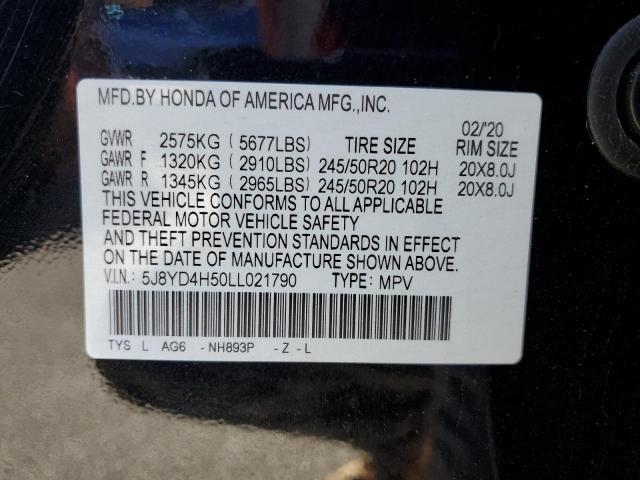 MFD.BY HONDA OF AMERICA MFG.,INC.
02/'20
GVWR 2575KG ( 5677LBS) TIRE SIZE RIM SIZE
GAWR F 1320KG ( 2910LBS) 245/50R20 102H 20X8.0J
GAWR R 1345KG ( 2965LBS) 245/50R20 102H 20X8.0J
THIS VEHICLE CONFORMS TO ALL APPLICABLE
FEDERAL MOTOR VEHICLE SAFETY
AND THEFT PREVENTION STANDARDS IN EFFECT
ON THE DATE OF MANUFACTURE SHOWN ABOVE.
V.I.N.: 5J8YD4H50LL021790 TYPE: MPV
TYS L AG6 -NH893P -Z -L